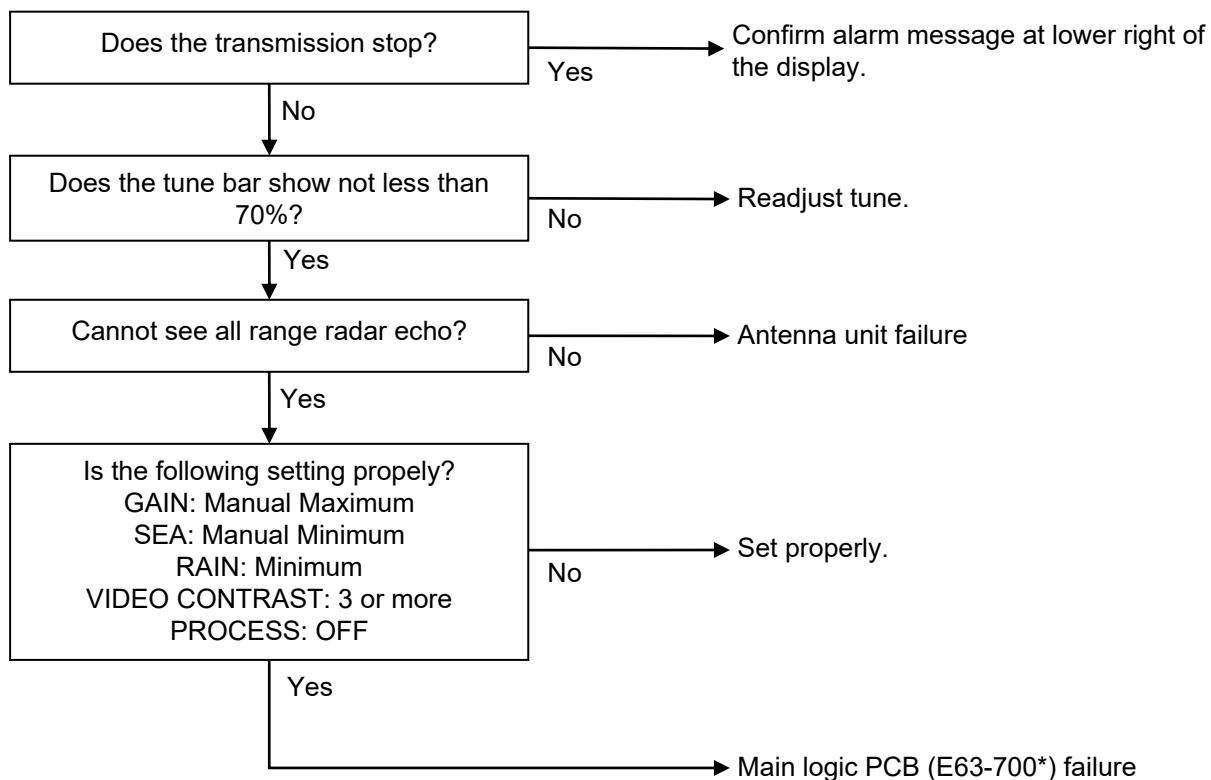 Does the transmission stop?
Yes
Confirm alarm message at lower right of
the display.
No
Does the tune bar show not less than
70%?
No
Readjust tune.
Yes
Cannot see all range radar echo?
No
Antenna unit failure
Yes
Is the following setting propely?
GAIN: Manual Maximum
SEA: Manual Minimum
RAIN: Minimum
VIDEO CONTRAST: 3 or more
PROCESS: OFF
No
Set properly.
Yes
Main logic PCB (E63-700*) failure